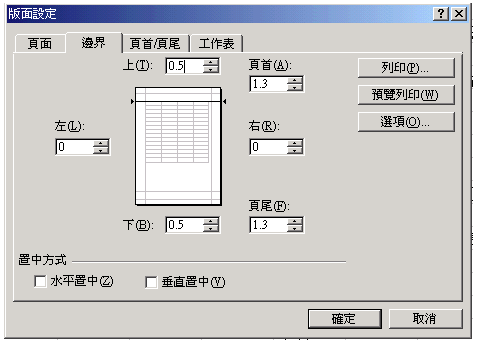 版面設定
頁面 邊界 頁首/頁尾 工作表
上(T): 0.5 頁首(A): 列印(P)...
1.3
預覽列印(W)
左(L): 右(R): 選項(O)...
0 0
下(B): 0.5 頁尾(F):
1.3
置中方式
水平置中(Z) 垂直置中(V)
確定 取消